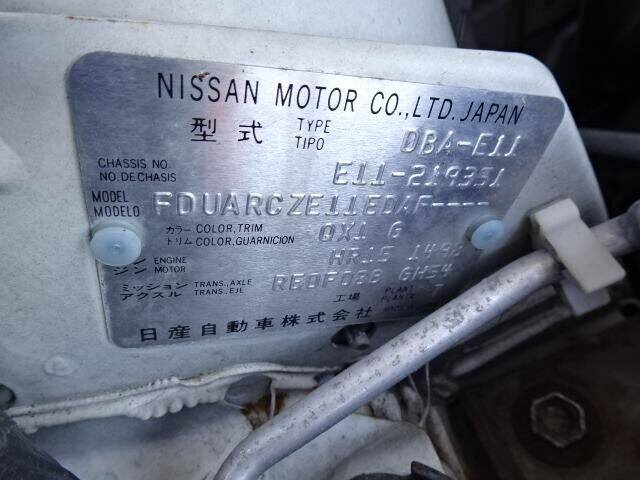 NISSAN MOTOR CO.,LTD. JAPAN
型式 TYPE TIPO DBA-E11
CHASSIS NO. NO.DE CHASIS E11-219351
MODEL MODELO FDUARCZE11EDAF----
カラー COLOR,TRIM トリム COLOR,GUARNICION QX1 G
ENGINE ジン MOTOR HR15 1498
ミッション TRANS.,AXLE アクスル TRANS.,EJE RE0F08B GH54
工場 PLANT
日産自動車株式会社